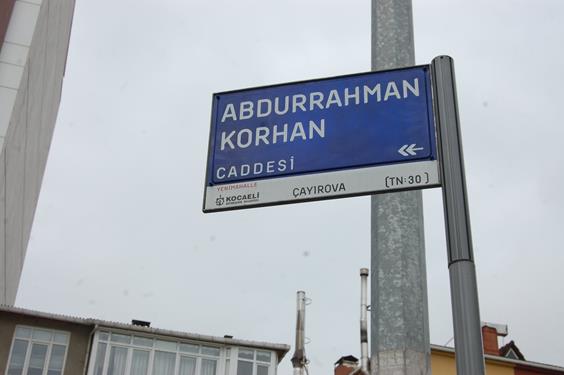 ABDURRAHMAN
KORHAN
CADDESİ
YENİMAHALLE
KOCAELİ
ÇAYIROVA
(TN:30)